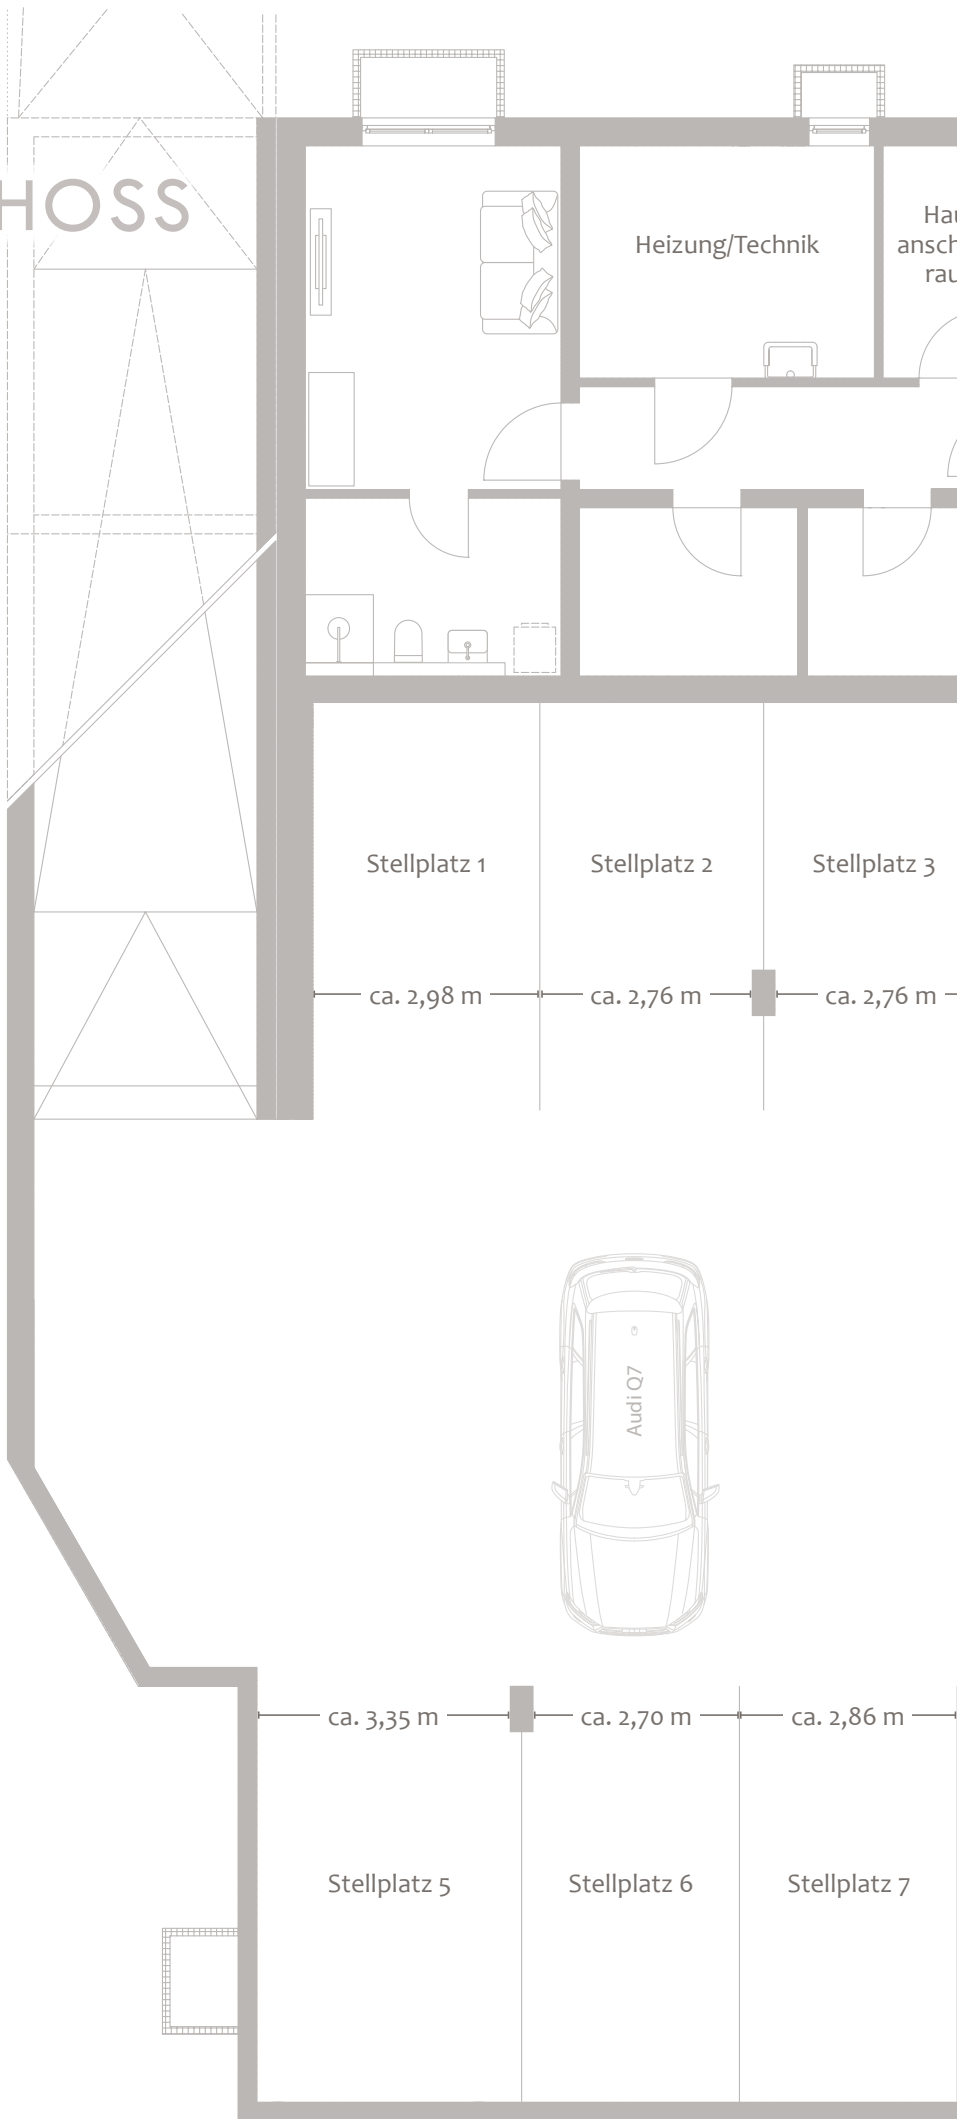 HOSS
Heizung/Technik
Stellplatz 1
Stellplatz 2
Stellplatz 3
ca. 2,98 m
ca. 2,76 m
ca. 2,76 m
Audi Q7
ca. 3,35 m
ca. 2,70 m
ca. 2,86 m
Stellplatz 5
Stellplatz 6
Stellplatz 7